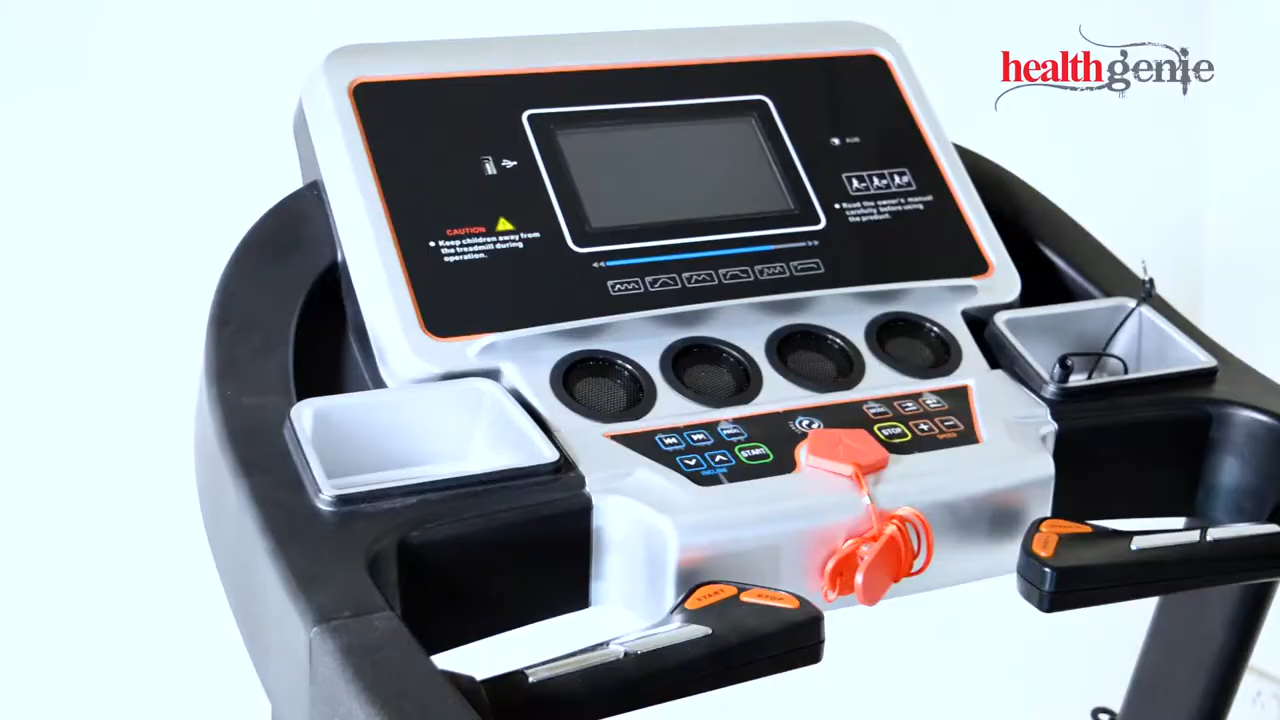 healthgenie
CAUTION
Keep children away from
the treadmill during
operation.
Read the owner's manual
carefully before using
the product.
START
INCLINE
STOP
SPEED
START
STOP